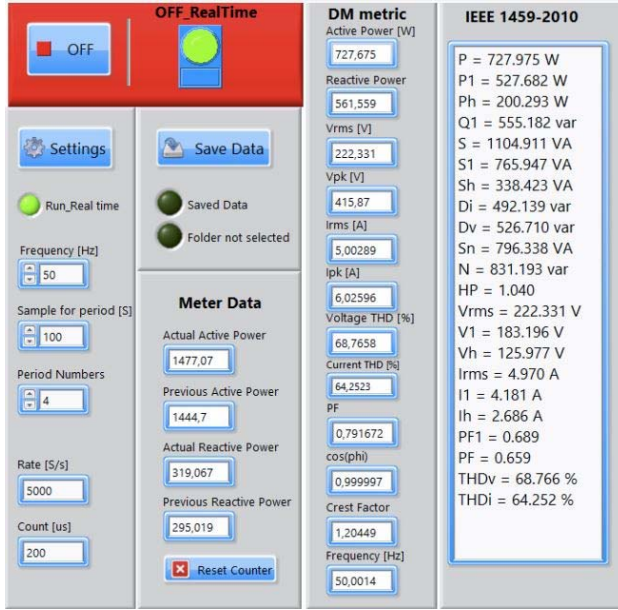 OFF_RealTime
OFF
Settings
Save Data
Run_Real time
Saved Data
Folder not selected
Frequency [Hz]
50
Sample for period [S]
100
Period Numbers
4
Rate [S/s]
5000
Count [us]
200
Meter Data
Actual Active Power
1477,07
Previous Active Power
1444,7
Actual Reactive Power
319,067
Previous Reactive Power
295,019
Reset Counter
DM metric
Active Power [W]
727,675
Reactive Power
561,559
Vrms [V]
222,331
Vpk [V]
415,87
Irms [A]
5,00289
Ipk [A]
6,02596
Voltage THD [%]
68,7658
Current THD [%]
64,2523
PF
0,791672
cos(phi)
0,999997
Crest Factor
1,20449
Frequency [Hz]
50,0014
IEEE 1459-2010
P = 727.975 W
P1 = 527.682 W
Ph = 200.293 W
Q1 = 555.182 var
S = 1104.911 VA
S1 = 765.947 VA
Sh = 338.423 VA
Di = 492.139 var
Dv = 526.710 var
Sn = 796.338 VA
N = 831.193 var
HP = 1.040
Vrms = 222.331 V
V1 = 183.196 V
Vh = 125.977 V
Irms = 4.970 A
I1 = 4.181 A
Ih = 2.686 A
PF1 = 0.689
PF = 0.659
THDv = 68.766 %
THDi = 64.252 %